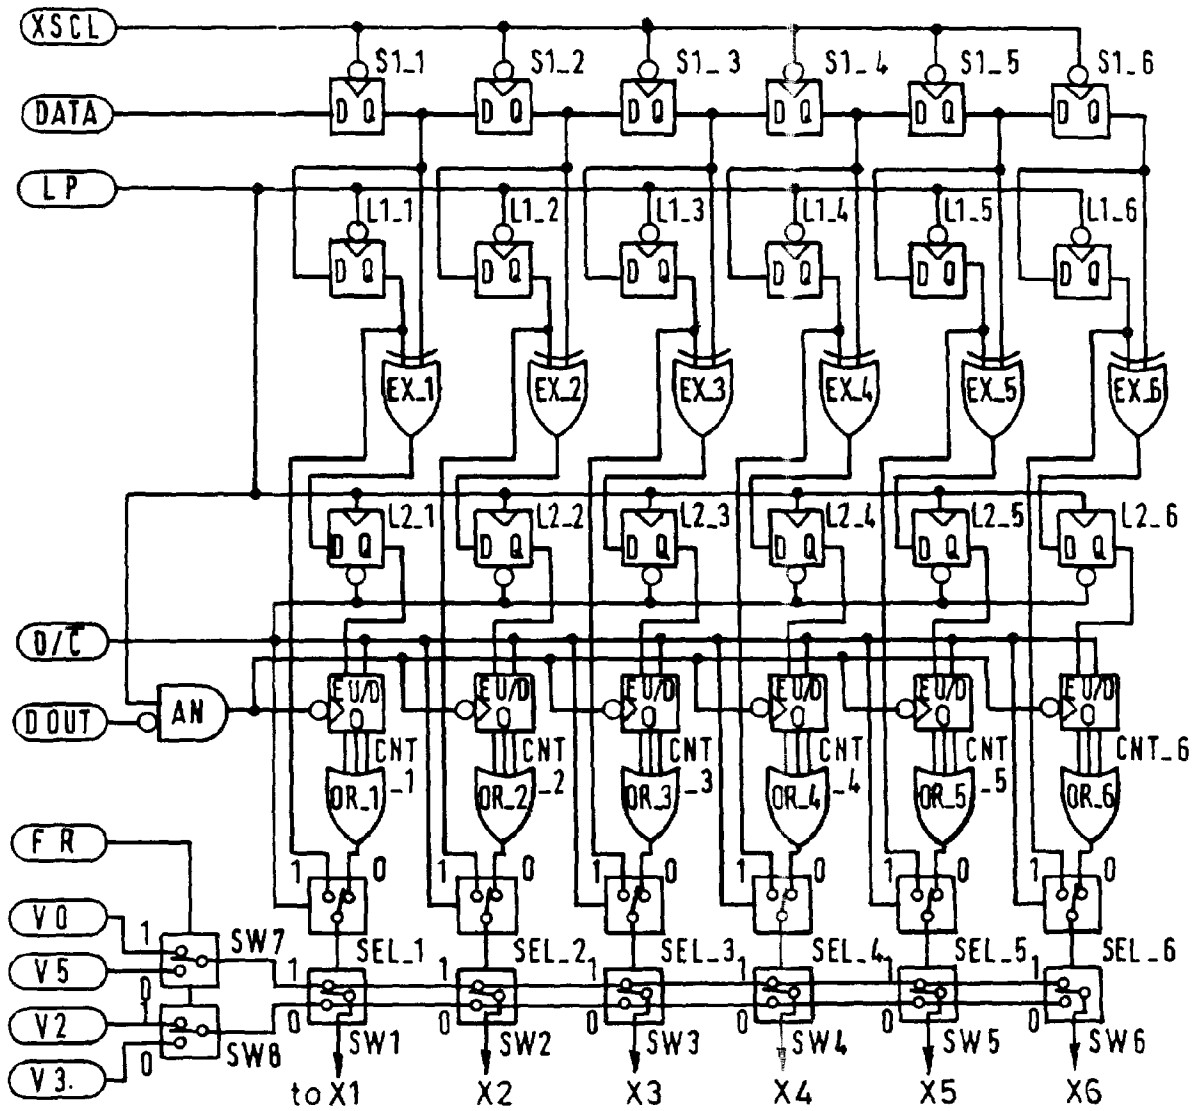 XSCL
S1_1 S1_2 S1_3 S1_4 S1_5 S1_6
DATA
D Q D Q D Q D Q D Q D Q
LP
L1_1 L1_2 L1_3 L1_4 L1_5 L1_6
D Q D Q D Q D Q D Q D Q
EX_1 EX_2 EX_3 EX_4 EX_5 EX_6
L2_1 L2_2 L2_3 L2_4 L2_5 L2_6
D Q D Q D Q D Q D Q D Q
D/C̅
E U/D E U/D E U/D E U/D E U/D E U/D
Q Q Q Q Q Q
D OUT
AN
CNT CNT CNT CNT CNT CNT_6
_1 _2 _3 _4 _5
OR_1 OR_2 OR_3 OR_4 OR_5 OR_6
FR
1 0 1 0 1 0 1 0 1 0 1 0
V0
1 SW7
SEL_1 SEL_2 SEL_3 SEL_4 SEL_5 SEL_6
V5
0
1 1 1 1 1 1
V2
1
0 0 0 0 0 0
SW8
SW1 SW2 SW3 SW4 SW5 SW6
V3.
0
to X1 X2 X3 X4 X5 X6